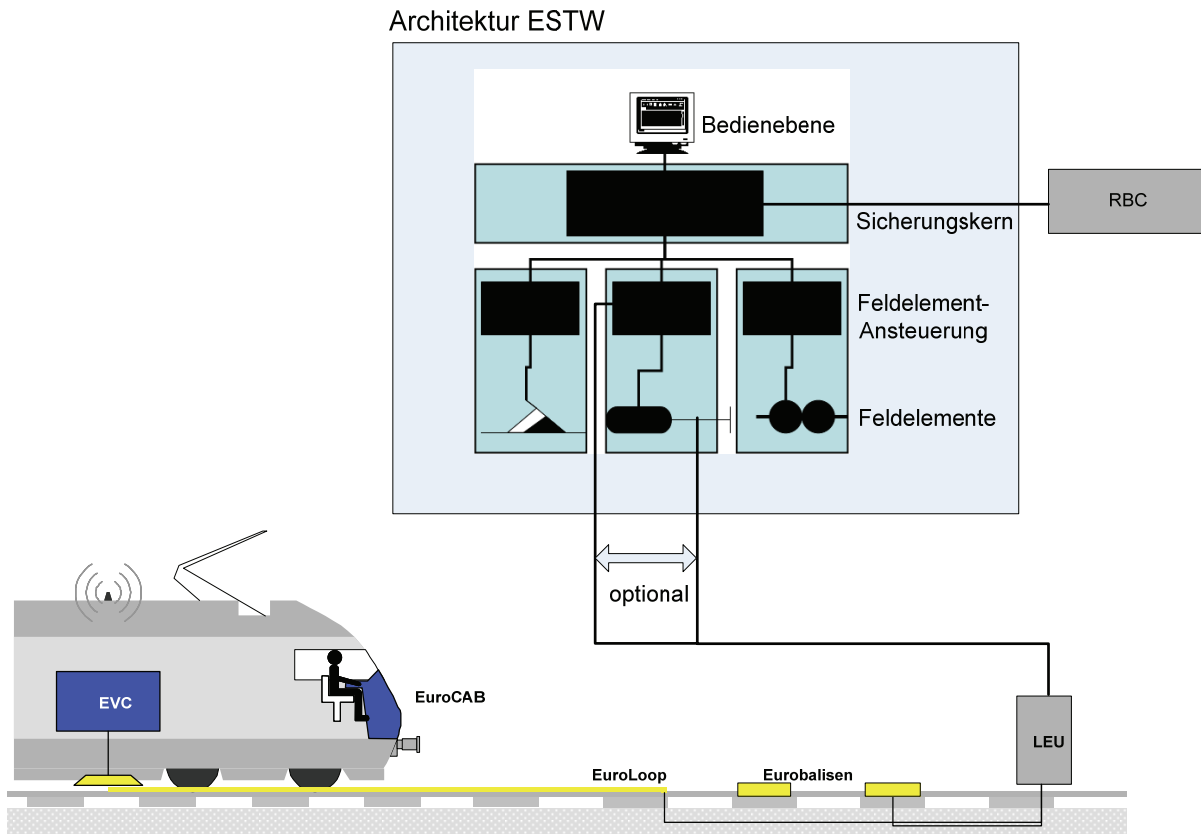 Architektur ESTW
Bedienebene
Sicherungskern
RBC
Feldelement-
Ansteuerung
Feldelemente
optional
EVC
EuroCAB
LEU
EuroLoop
Eurobalisen